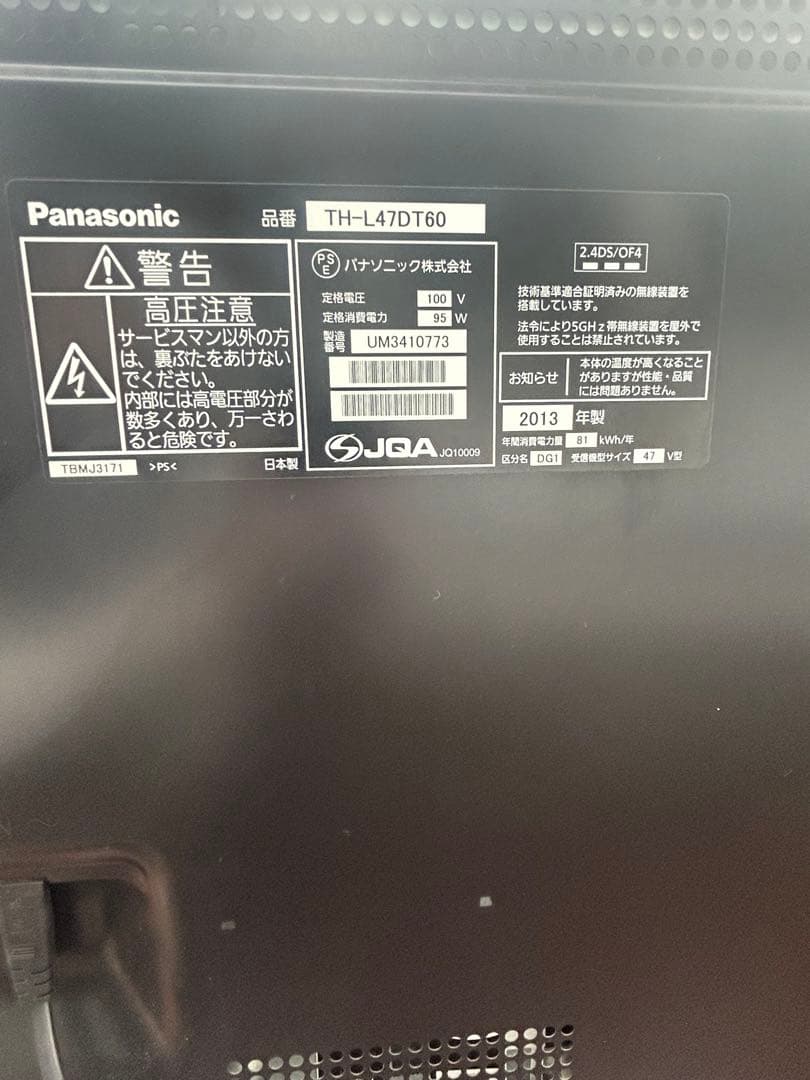 Panasonic 品番 TH-L47DT60
警告
高圧注意
サービスマン以外の方
は、裏ぶたをあけない
でください。
内部には高電圧部分が
数多くあり、万一さわ
ると危険です。
TBMJ3171 >PS< 日本製
PSE パナソニック株式会社
定格電圧 100 V
定格消費電力 95 W
製造番号 UM3410773
JQA JQ10009
2.4DS/OF4
技術基準適合証明済みの無線装置を
搭載しています。
法令により5GHz帯無線装置を屋外で
使用することは禁止されています。
お知らせ
本体の温度が高くなること
がありますが性能・品質
には問題ありません。
2013 年製
年間消費電力量 81 kWh/年
区分名 DG1 受信機型サイズ 47 V型